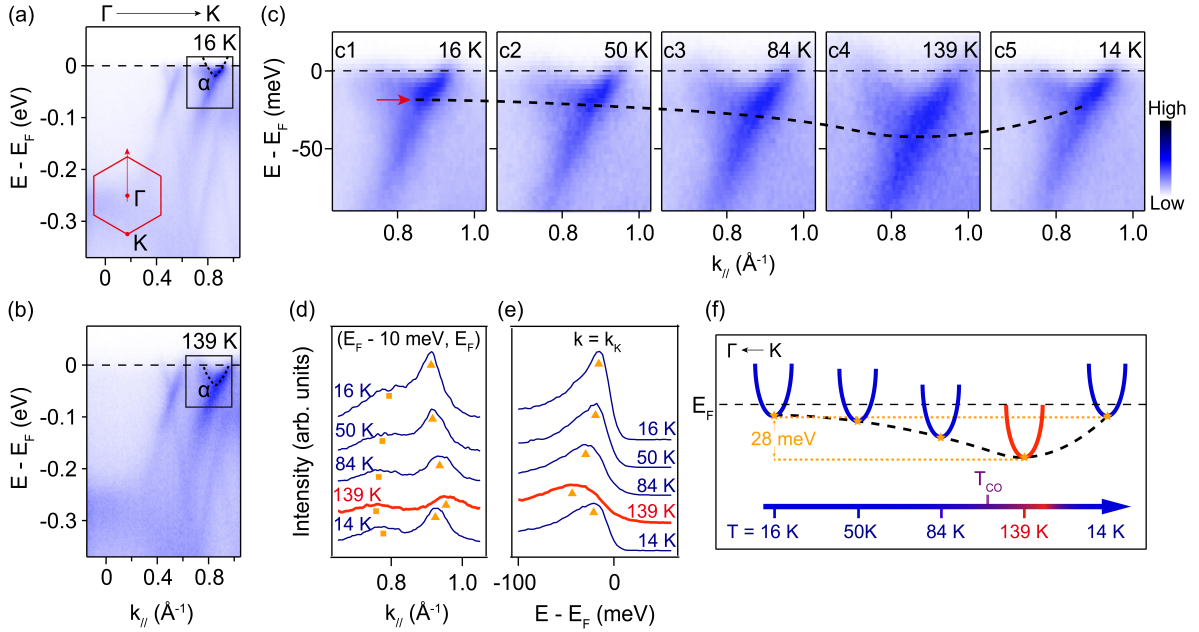 (a)
Γ K
16 K
α
0
-0.1
-0.2
-0.3
E - E_F (eV)
Γ
K
0 0.4 0.8
(b)
139 K
α
0
-0.1
-0.2
-0.3
E - E_F (eV)
0 0.4 0.8
k_// (Å⁻¹)
(c)
c1 16 K
c2 50 K
c3 84 K
c4 139 K
c5 14 K
0
-50
E - E_F (meV)
0.8 1.0 0.8 1.0 0.8 1.0 0.8 1.0 0.8 1.0
k_// (Å⁻¹)
High
Low
(d)
(E_F - 10 meV, E_F)
Intensity (arb. units)
16 K
50 K
84 K
139 K
14 K
0.8 1.0
k_// (Å⁻¹)
(e)
k = k_K
16 K
50 K
84 K
139 K
14 K
-100 0
E - E_F (meV)
(f)
Γ K
E_F
28 meV
T_CO
T = 16 K 50K 84 K 139 K 14 K